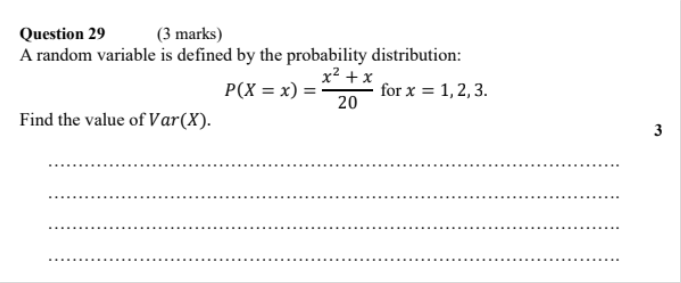 Question 29 (3 marks)
A random variable is defined by the probability distribution:
P(X = x) = \frac{x^2 + x}{20} for x = 1, 2, 3.
Find the value of Var(X).
3